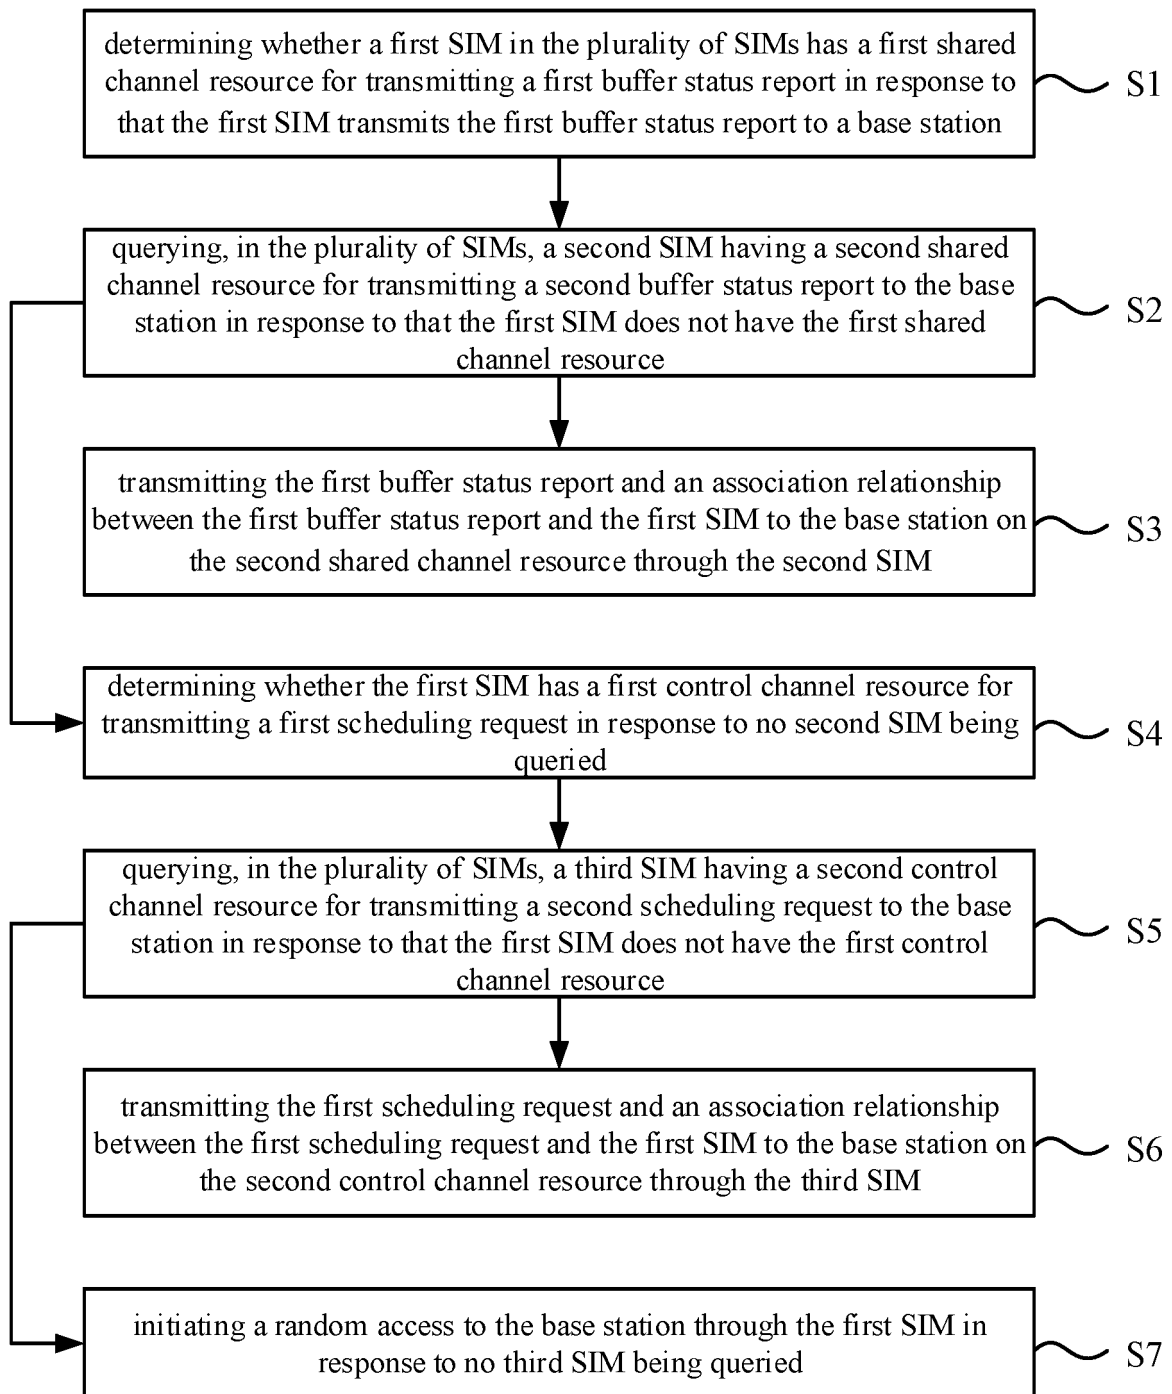 determining whether a first SIM in the plurality of SIMs has a first shared
channel resource for transmitting a first buffer status report in response to
that the first SIM transmits the first buffer status report to a base station
S1
querying, in the plurality of SIMs, a second SIM having a second shared
channel resource for transmitting a second buffer status report to the base
station in response to that the first SIM does not have the first shared
channel resource
S2
transmitting the first buffer status report and an association relationship
between the first buffer status report and the first SIM to the base station on
the second shared channel resource through the second SIM
S3
determining whether the first SIM has a first control channel resource for
transmitting a first scheduling request in response to no second SIM being
queried
S4
querying, in the plurality of SIMs, a third SIM having a second control
channel resource for transmitting a second scheduling request to the base
station in response to that the first SIM does not have the first control
channel resource
S5
transmitting the first scheduling request and an association relationship
between the first scheduling request and the first SIM to the base station on
the second control channel resource through the third SIM
S6
initiating a random access to the base station through the first SIM in
response to no third SIM being queried
S7